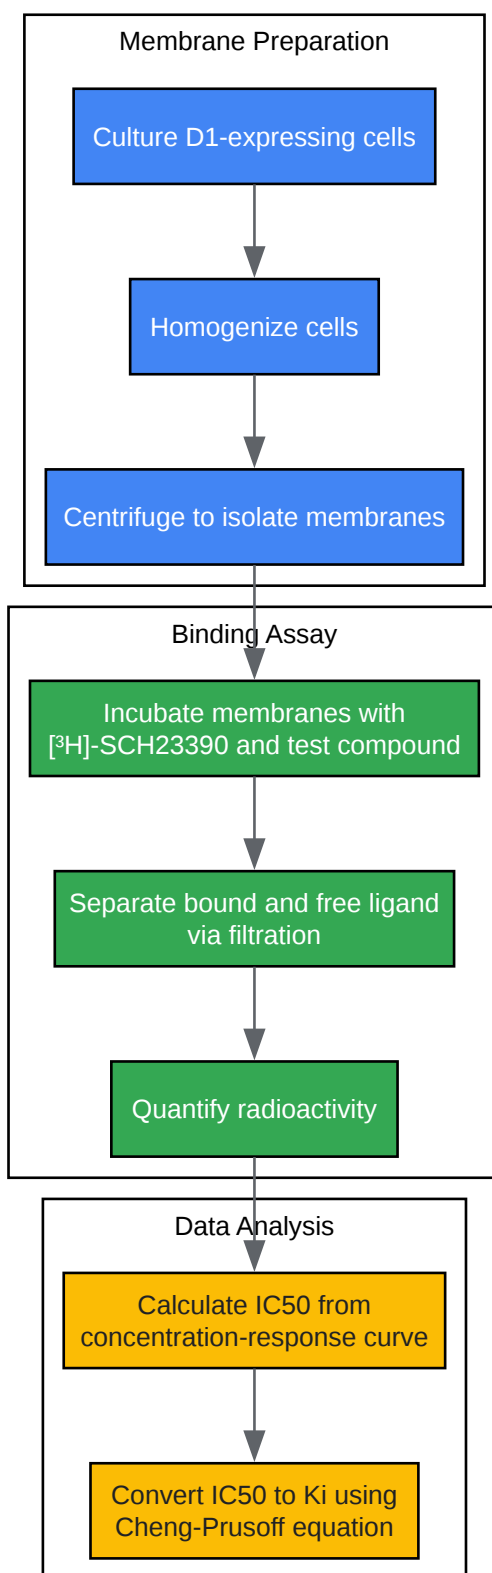 Membrane Preparation
Culture D1-expressing cells
Homogenize cells
Centrifuge to isolate membranes
Binding Assay
Incubate membranes with
[³H]-SCH23390 and test compound
Separate bound and free ligand
via filtration
Quantify radioactivity
Data Analysis
Calculate IC50 from
concentration-response curve
Convert IC50 to Ki using
Cheng-Prusoff equation